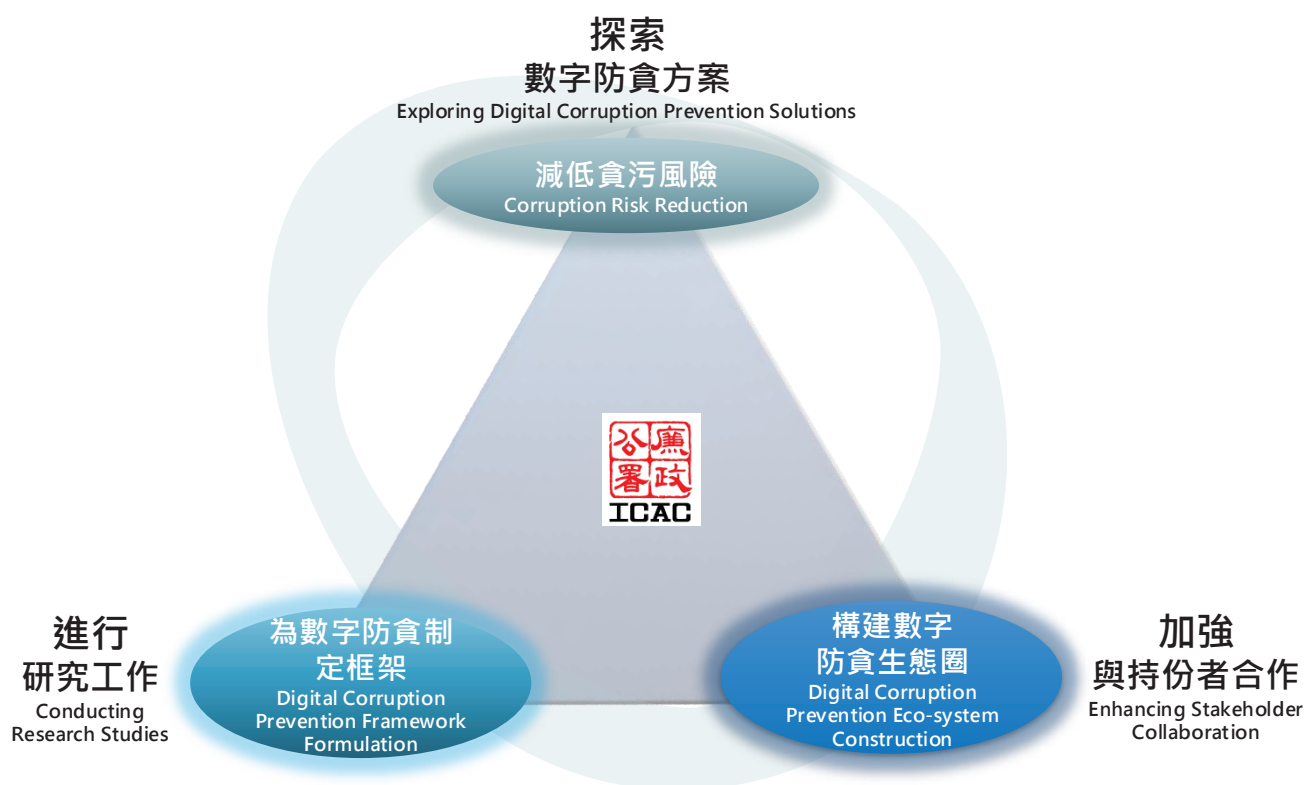 探索
數字防貪方案
Exploring Digital Corruption Prevention Solutions
減低貪污風險
Corruption Risk Reduction
公廉
署政
ICAC
進行
研究工作
Conducting
Research Studies
為數字防貪制
定框架
Digital Corruption
Prevention Framework
Formulation
構建數字
防貪生態圈
Digital Corruption
Prevention Eco-system
Construction
加強
與持份者合作
Enhancing Stakeholder
Collaboration